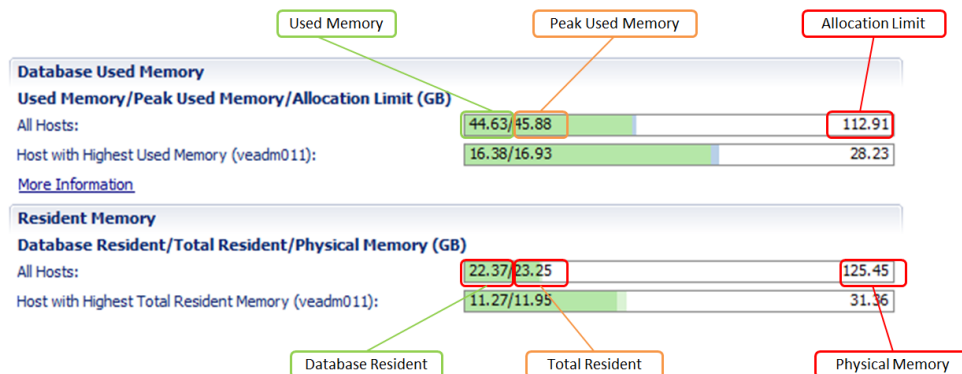 Used Memory Peak Used Memory Allocation Limit
Database Used Memory
Used Memory/Peak Used Memory/Allocation Limit (GB)
All Hosts: 44.63/45.88 112.91
Host with Highest Used Memory (veadm011): 16.38/16.93 28.23
More Information
Resident Memory
Database Resident/Total Resident/Physical Memory (GB)
All Hosts: 22.37/23.25 125.45
Host with Highest Total Resident Memory (veadm011): 11.27/11.95 31.36
Database Resident Total Resident Physical Memory